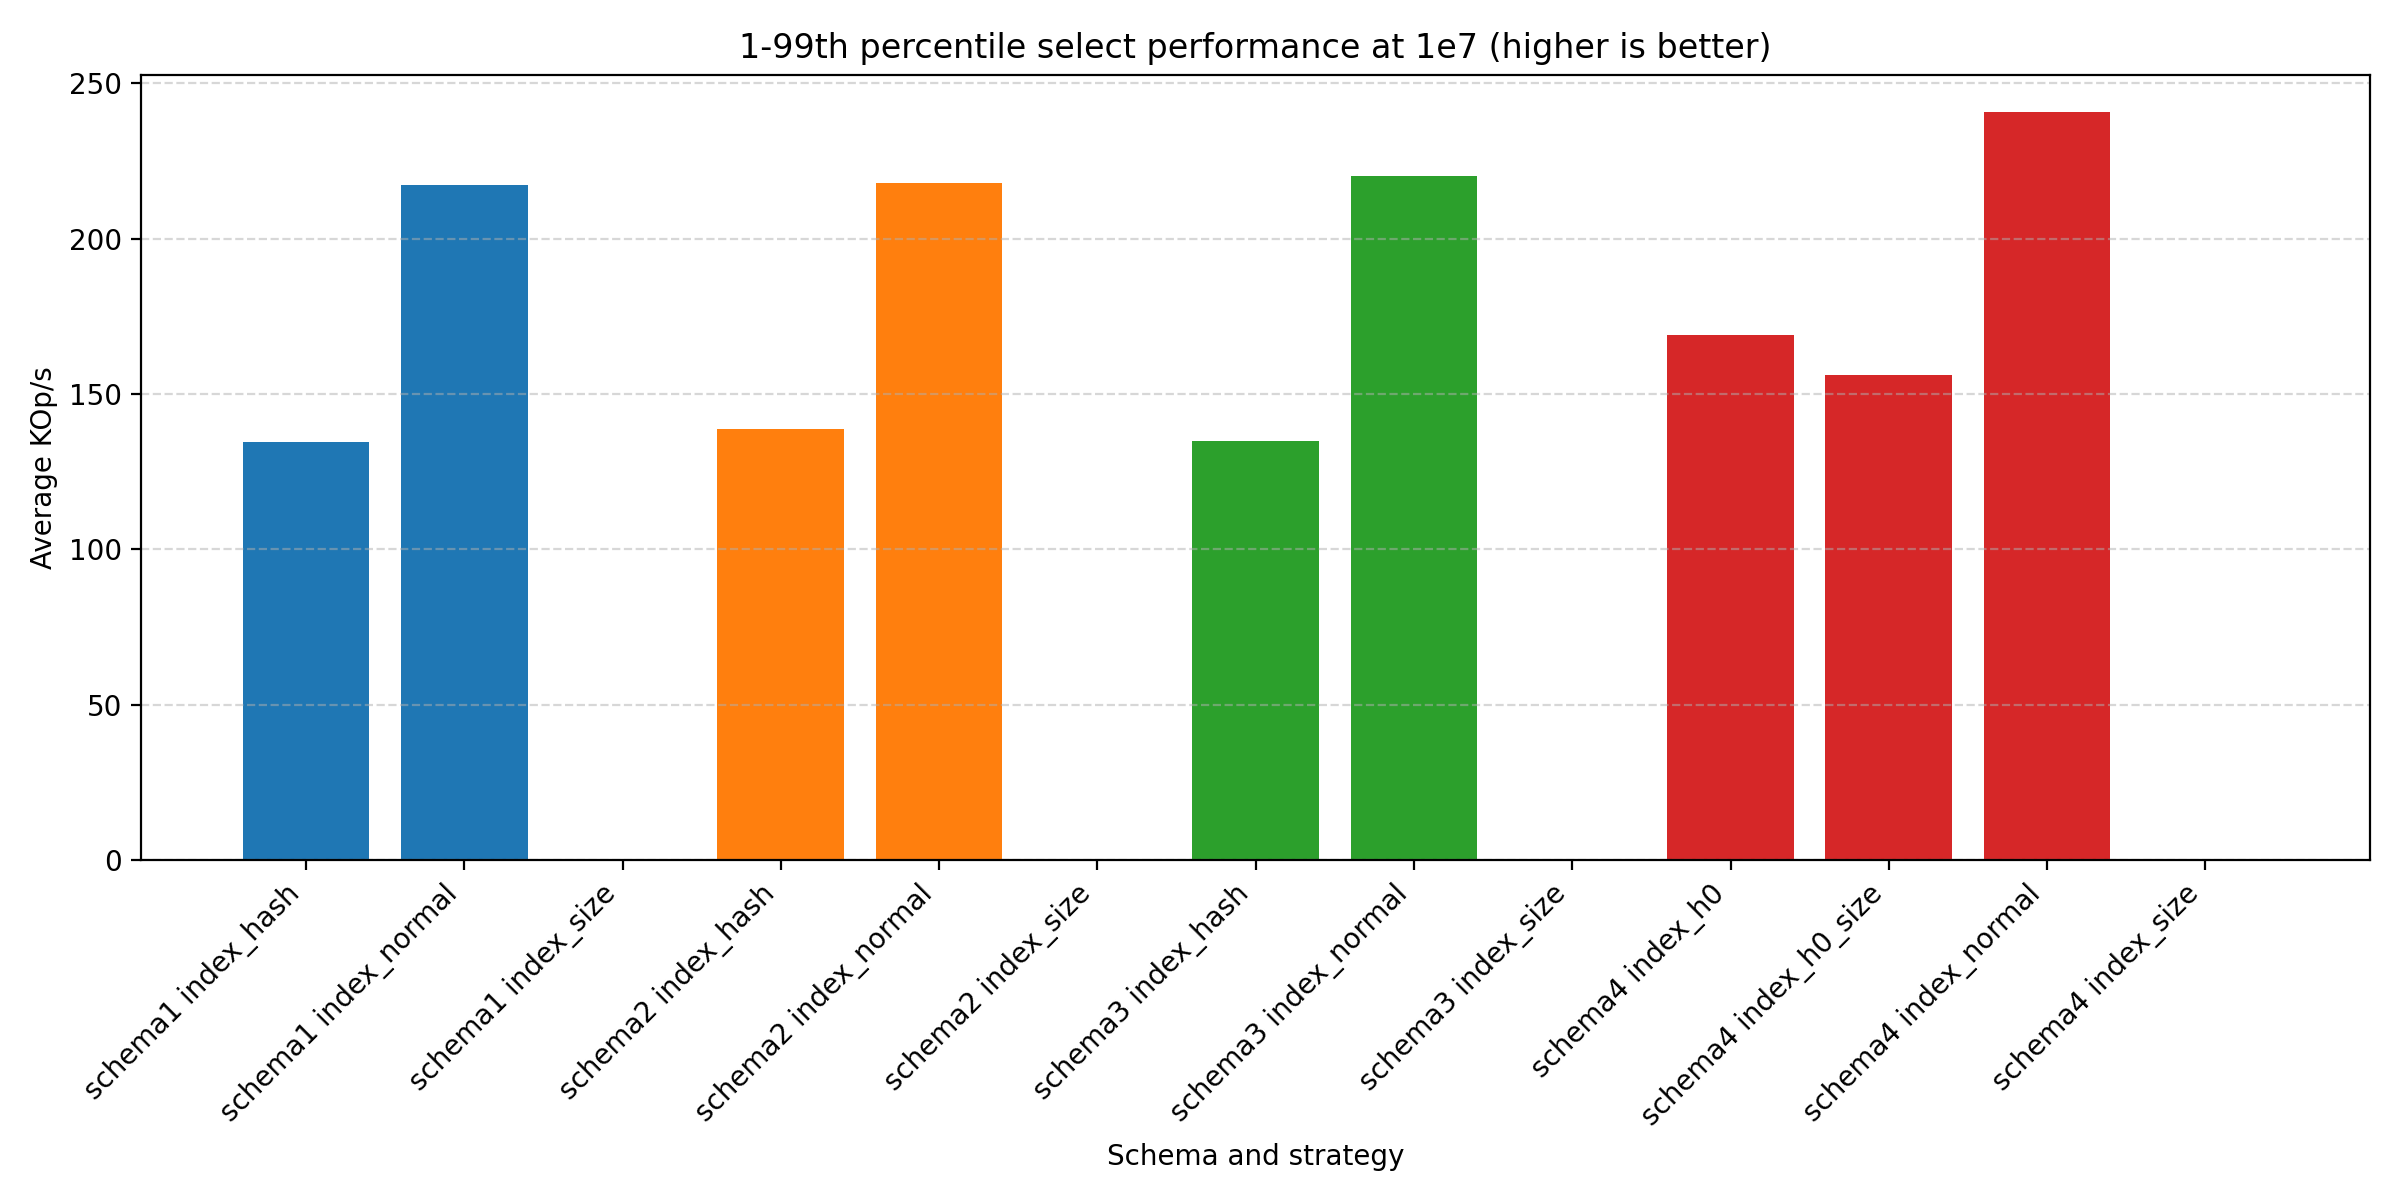 1-99th percentile select performance at 1e7 (higher is better)
Average KOp/s
250
200
150
100
50
0
schema1 index_hash
schema1 index_normal
schema1 index_size
schema2 index_hash
schema2 index_normal
schema2 index_size
schema3 index_hash
schema3 index_normal
schema3 index_size
schema4 index_h0
schema4 index_h0_size
schema4 index_normal
schema4 index_size
Schema and strategy